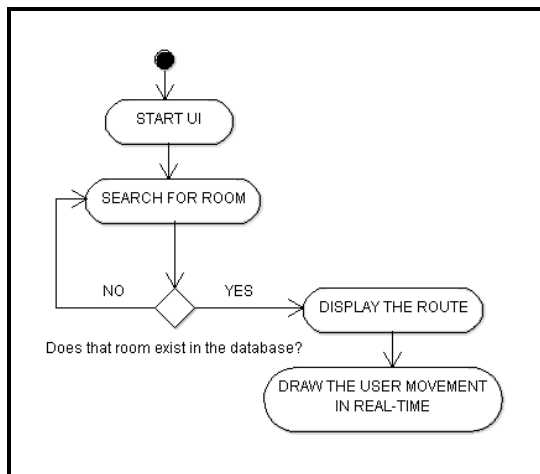 START UI
SEARCH FOR ROOM
NO
YES
DISPLAY THE ROUTE
Does that room exist in the database?
DRAW THE USER MOVEMENT
IN REAL-TIME